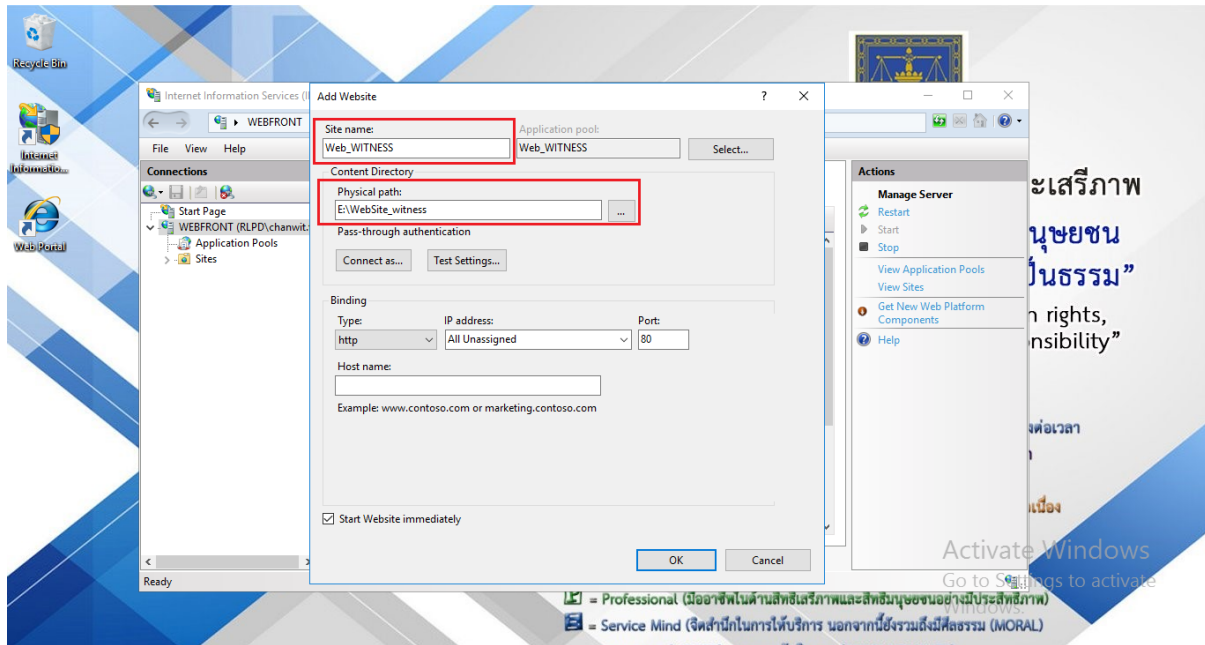 Recycle Bin
Internet
Informatio...
Web Portal
Internet Information Services (I
WEBFRONT
File View Help
Connections
Start Page
WEBFRONT (RLPD\chanwit.
Application Pools
Sites
Ready
Add Website
Site name:
Web_WITNESS
Application pool:
Web_WITNESS
Select...
Content Directory
Physical path:
E:\WebSite_witness
...
Pass-through authentication
Connect as...
Test Settings...
Binding
Type:
http
IP address:
All Unassigned
Port:
80
Host name:
Example: www.contoso.com or marketing.contoso.com
Start Website immediately
OK
Cancel
Actions
Manage Server
Restart
Start
Stop
View Application Pools
View Sites
Get New Web Platform
Components
Help
ะเสรีภาพ
นุษยชน
ป็นธรรม”
rights,
nsibility”
งต่อเวลา
เนื่อง
Activate Windows
Go to Settings to activate
Windows.
= Professional (มืออาชีพในด้านสิทธิเสรีภาพและสิทธิมนุษยชนอย่างมีประสิทธิภาพ)
= Service Mind (จิตสำนึกในการให้บริการ นอกจากนี้ยังรวมถึงมีศีลธรรม (MORAL)